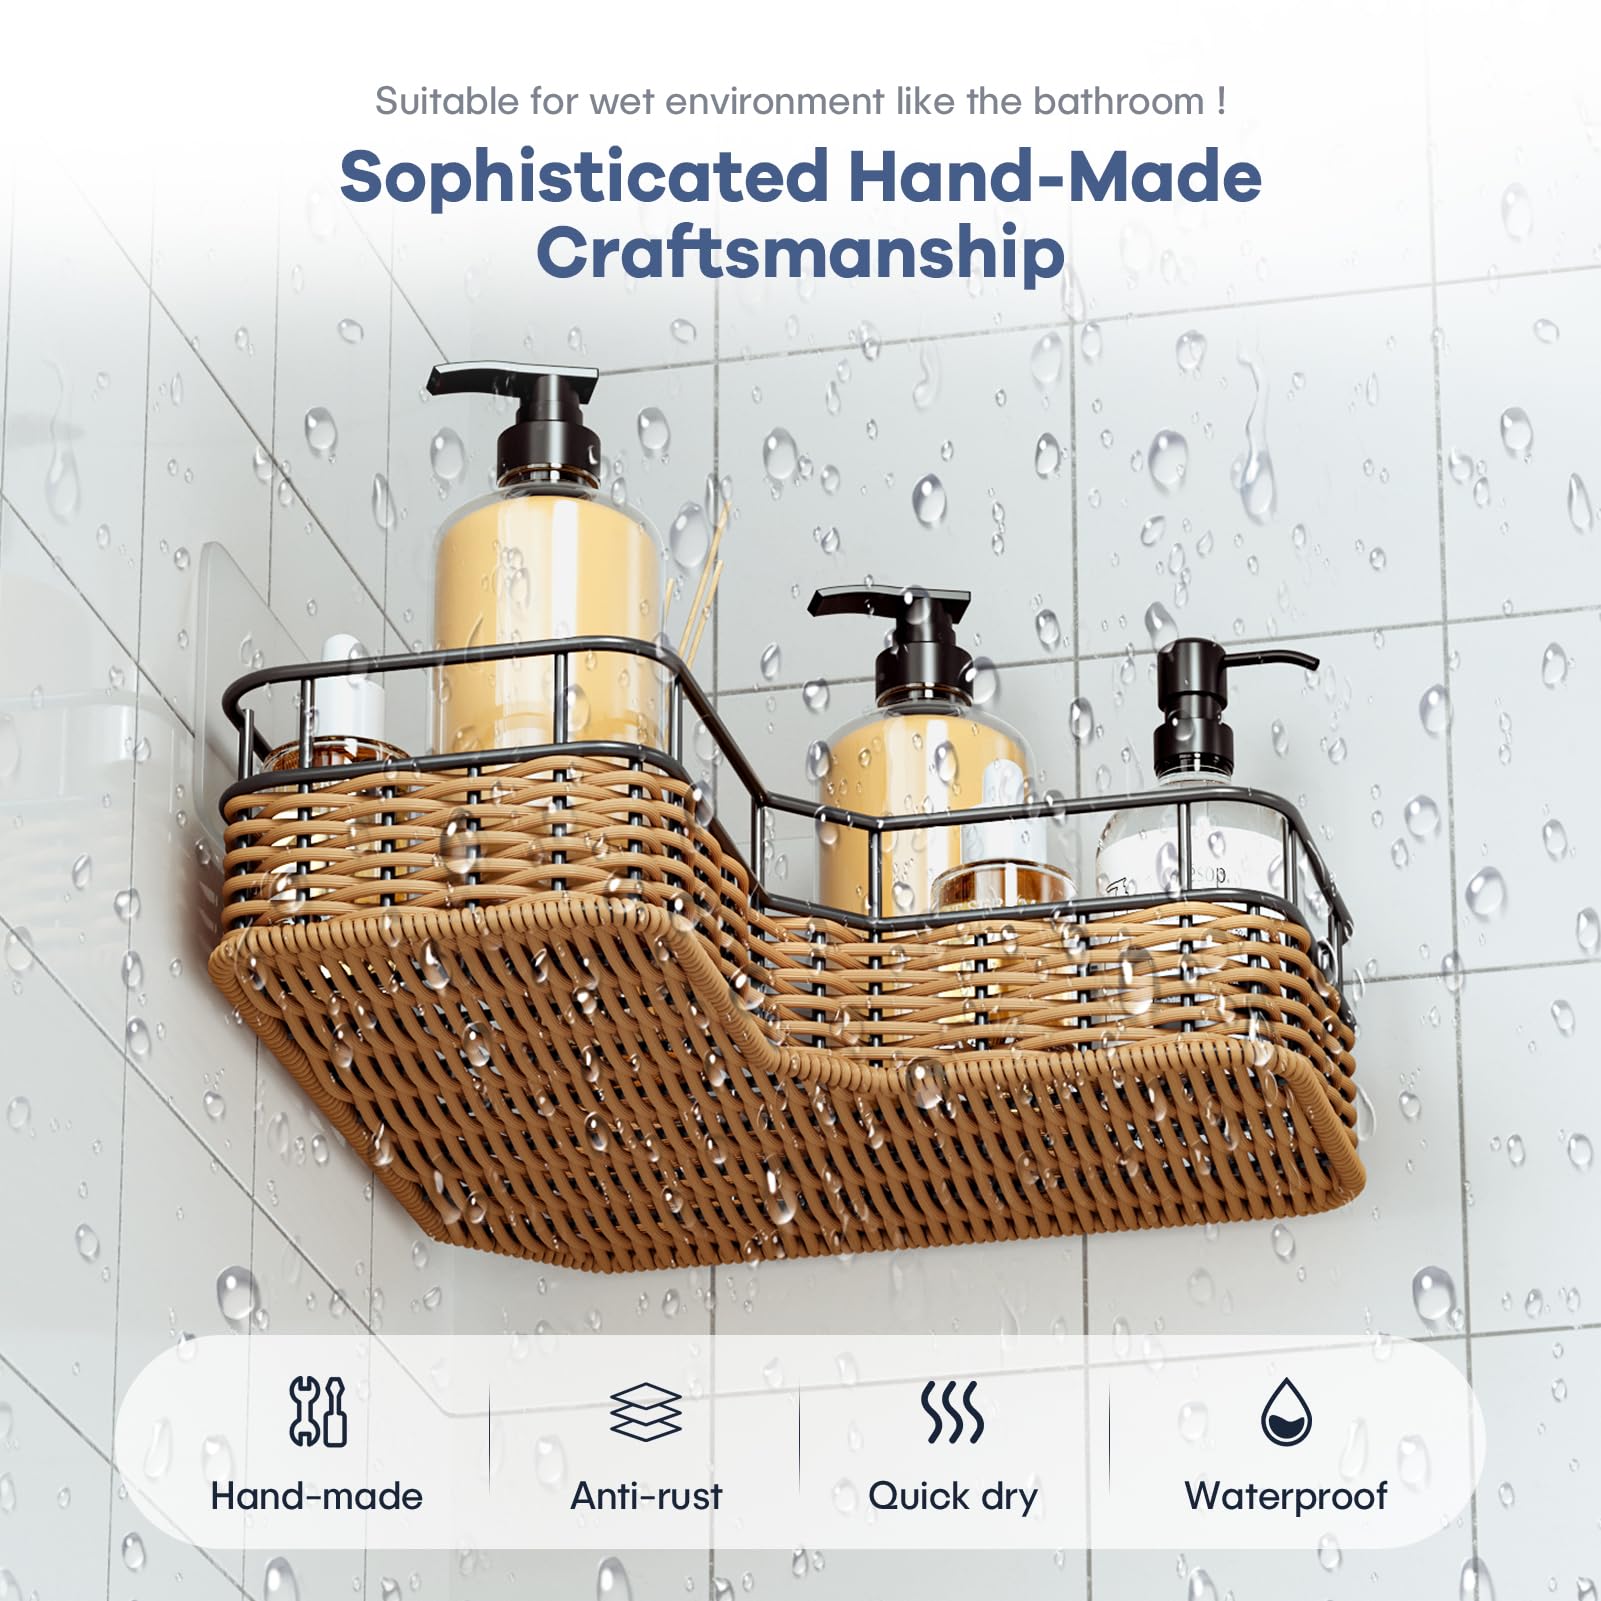 Suitable for wet environment like the bathroom !
Sophisticated Hand-Made
Craftsmanship
Hand-made
Anti-rust
Quick dry
Waterproof